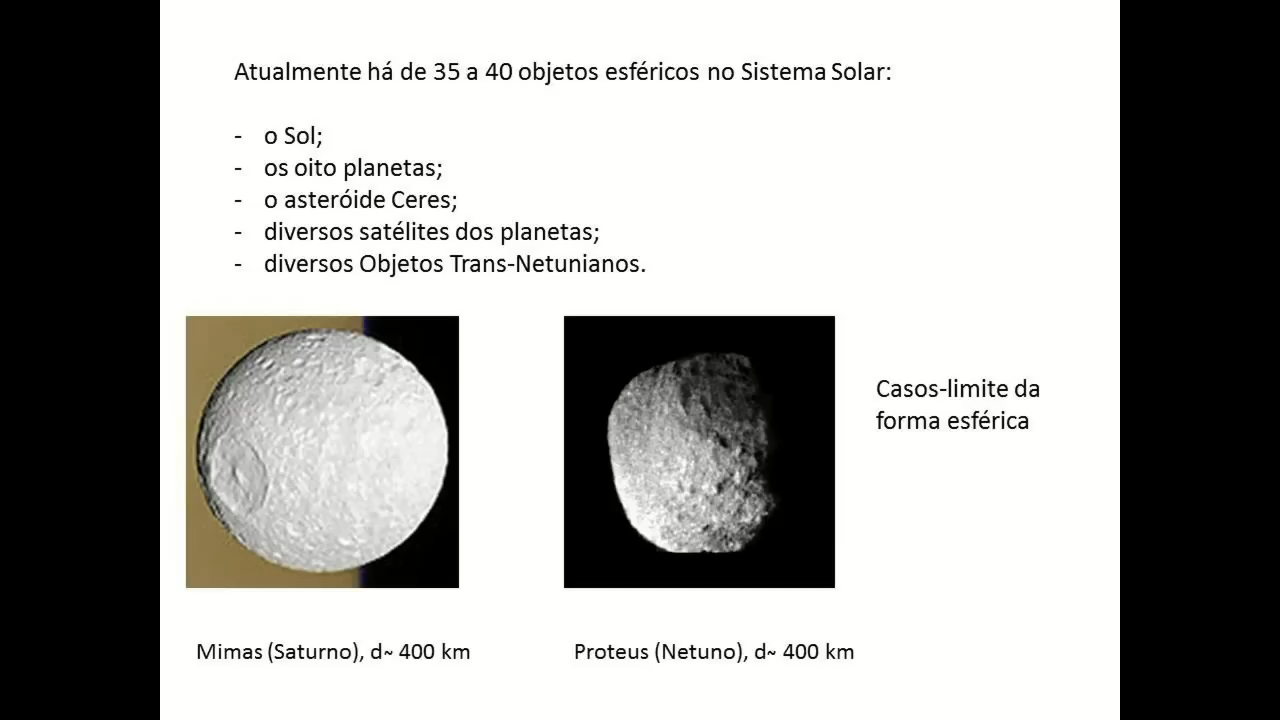 Atualmente há de 35 a 40 objetos esféricos no Sistema Solar:
- o Sol;
- os oito planetas;
- o asteróide Ceres;
- diversos satélites dos planetas;
- diversos Objetos Trans-Netunianos.
Casos-limite da
forma esférica
Mimas (Saturno), d~ 400 km
Proteus (Netuno), d~ 400 km